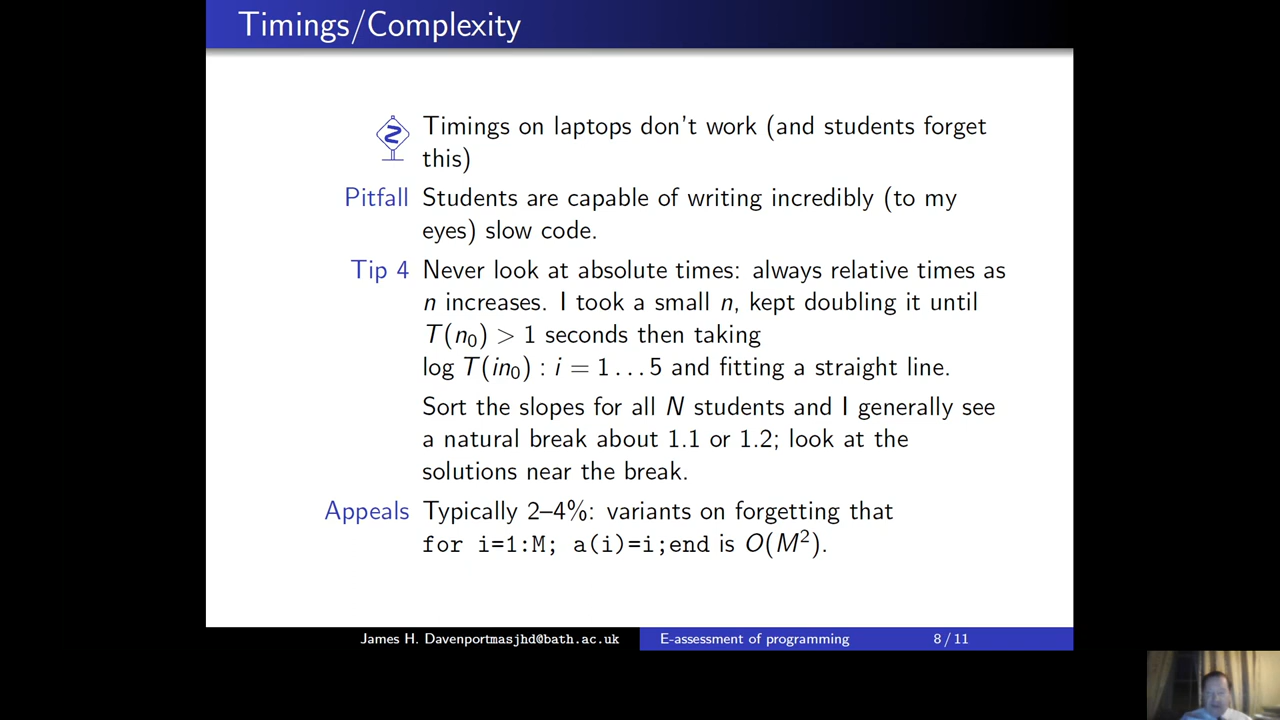 Timings/Complexity
Timings on laptops don't work (and students forget
this)
Pitfall Students are capable of writing incredibly (to my
eyes) slow code.
Tip 4 Never look at absolute times: always relative times as
n increases. I took a small n, kept doubling it until
T(n₀) > 1 seconds then taking
log T(in₀) : i = 1 … 5 and fitting a straight line.
Sort the slopes for all N students and I generally see
a natural break about 1.1 or 1.2; look at the
solutions near the break.
Appeals Typically 2–4%: variants on forgetting that
for i=1:M; a(i)=i;end is O(M²).
James H. Davenportmasjhd@bath.ac.uk E-assessment of programming 8 / 11